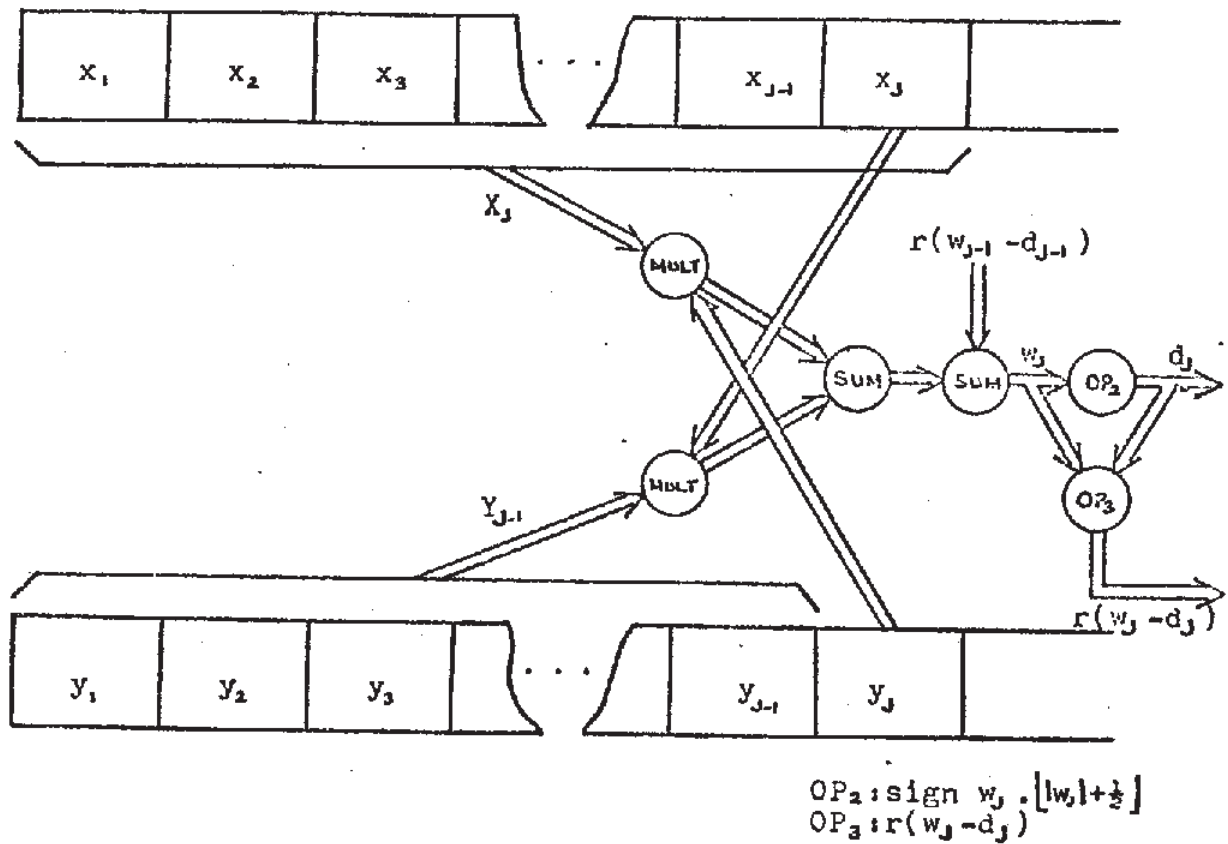 x₁ x₂ x₃ . . . xⱼ₋₁ xⱼ
Xⱼ
r(wⱼ₋₁ -dⱼ₋₁)
MULT
wⱼ dⱼ
SUM SUM OP₂
MULT
Yⱼ₋₁
OP₃
r(wⱼ -dⱼ)
y₁ y₂ y₃ . . . yⱼ₋₁ yⱼ
OP₂:sign wⱼ.⌊|wⱼ|+½⌋
OP₃:r(wⱼ-dⱼ)